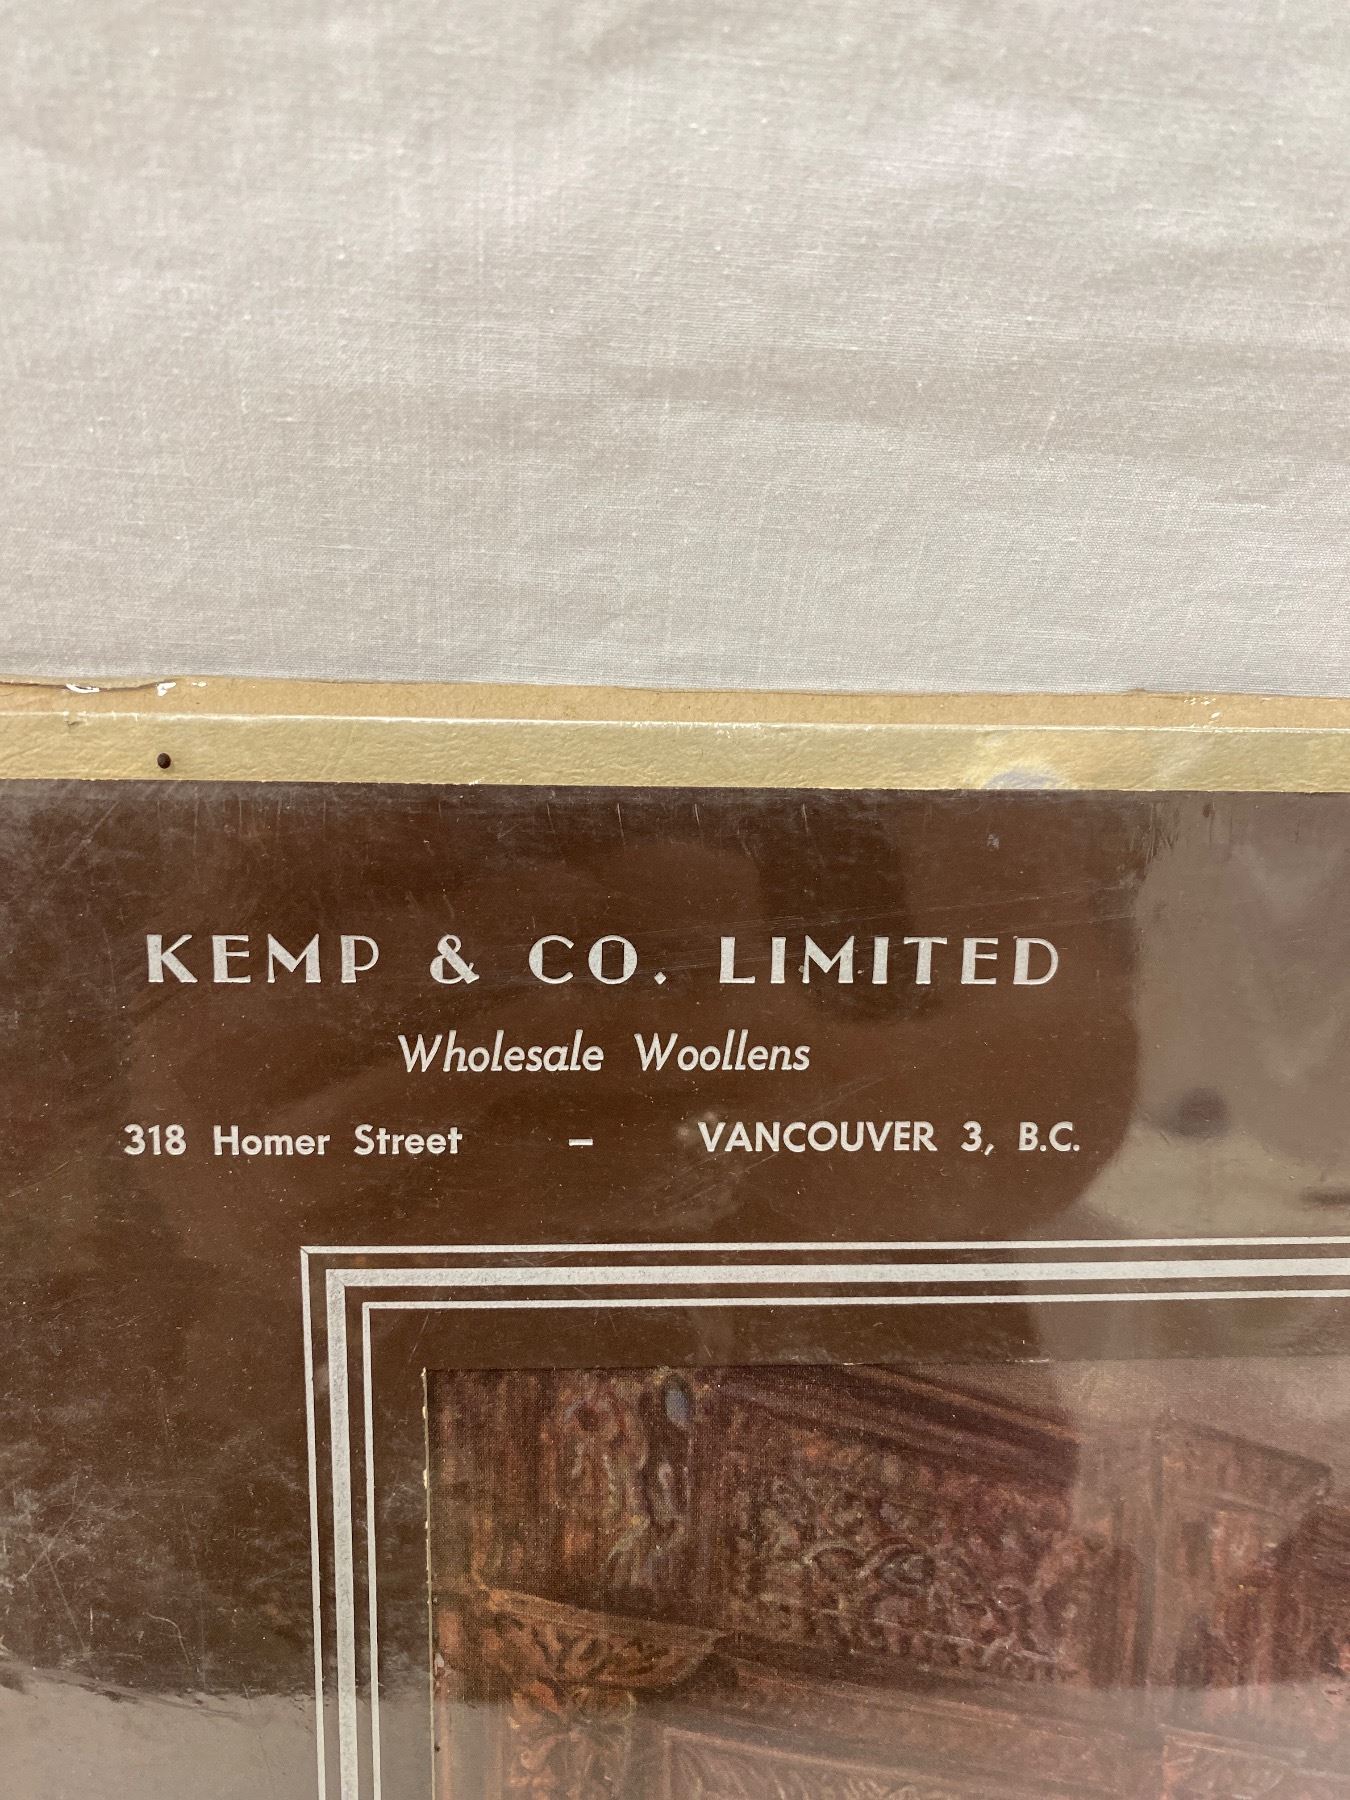 KEMP & CO. LIMITED
Wholesale Woollens
318 Homer Street – VANCOUVER 3, B.C.